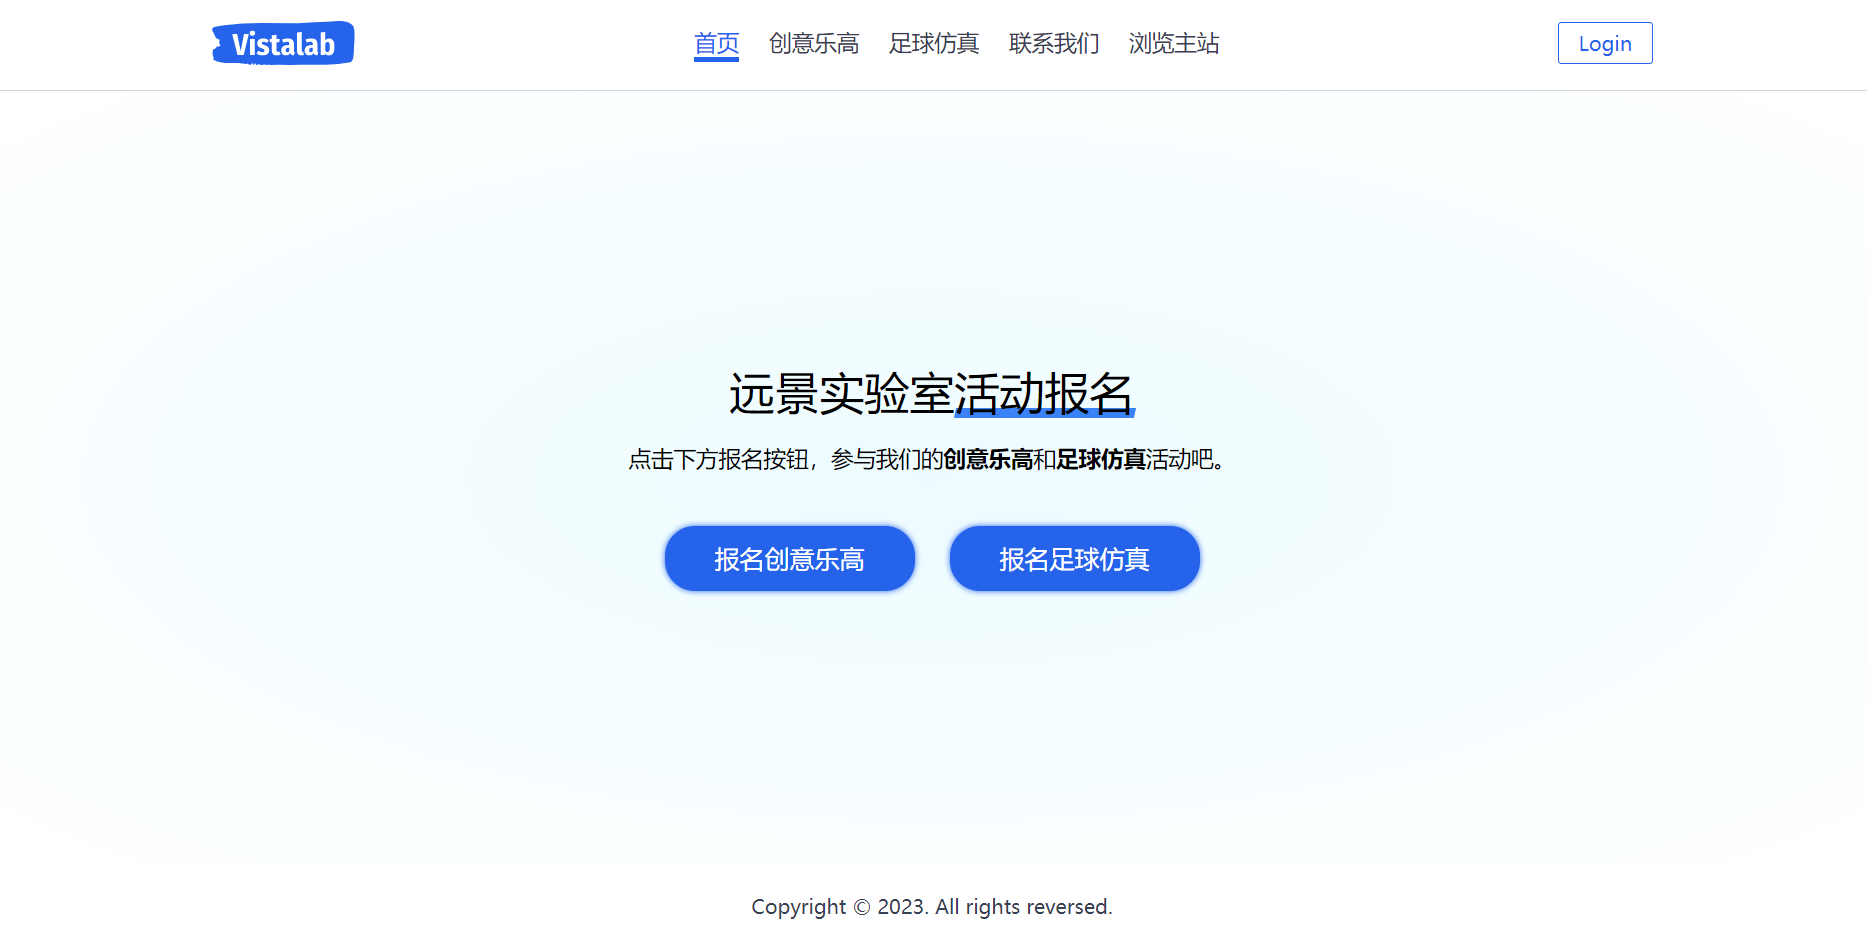 Vistalab
首页 创意乐高 足球仿真 联系我们 浏览主站
Login
远景实验室活动报名
点击下方报名按钮，参与我们的创意乐高和足球仿真活动吧。
报名创意乐高
报名足球仿真
Copyright © 2023. All rights reversed.